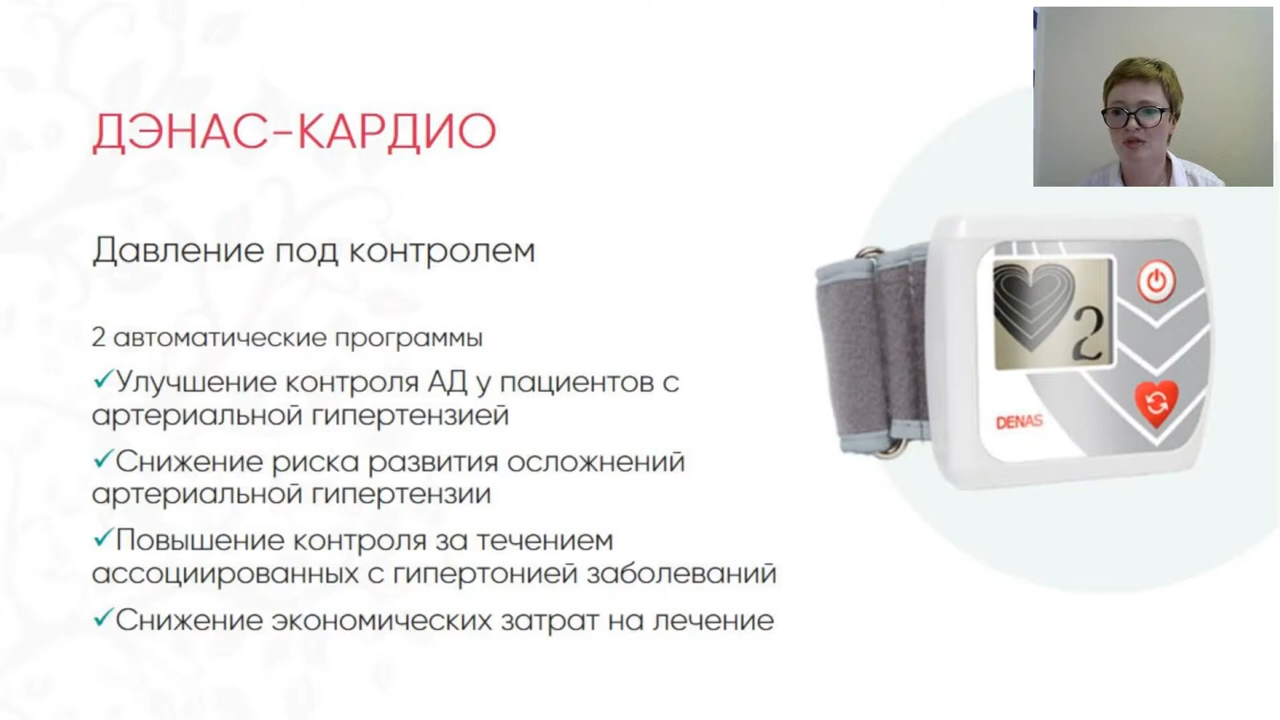 ДЭНАС-КАРДИО
Давление под контролем
2 автоматические программы
✓Улучшение контроля АД у пациентов с
артериальной гипертензией
✓Снижение риска развития осложнений
артериальной гипертензии
✓Повышение контроля за течением
ассоциированных с гипертонией заболеваний
✓Снижение экономических затрат на лечение
2
DENAS